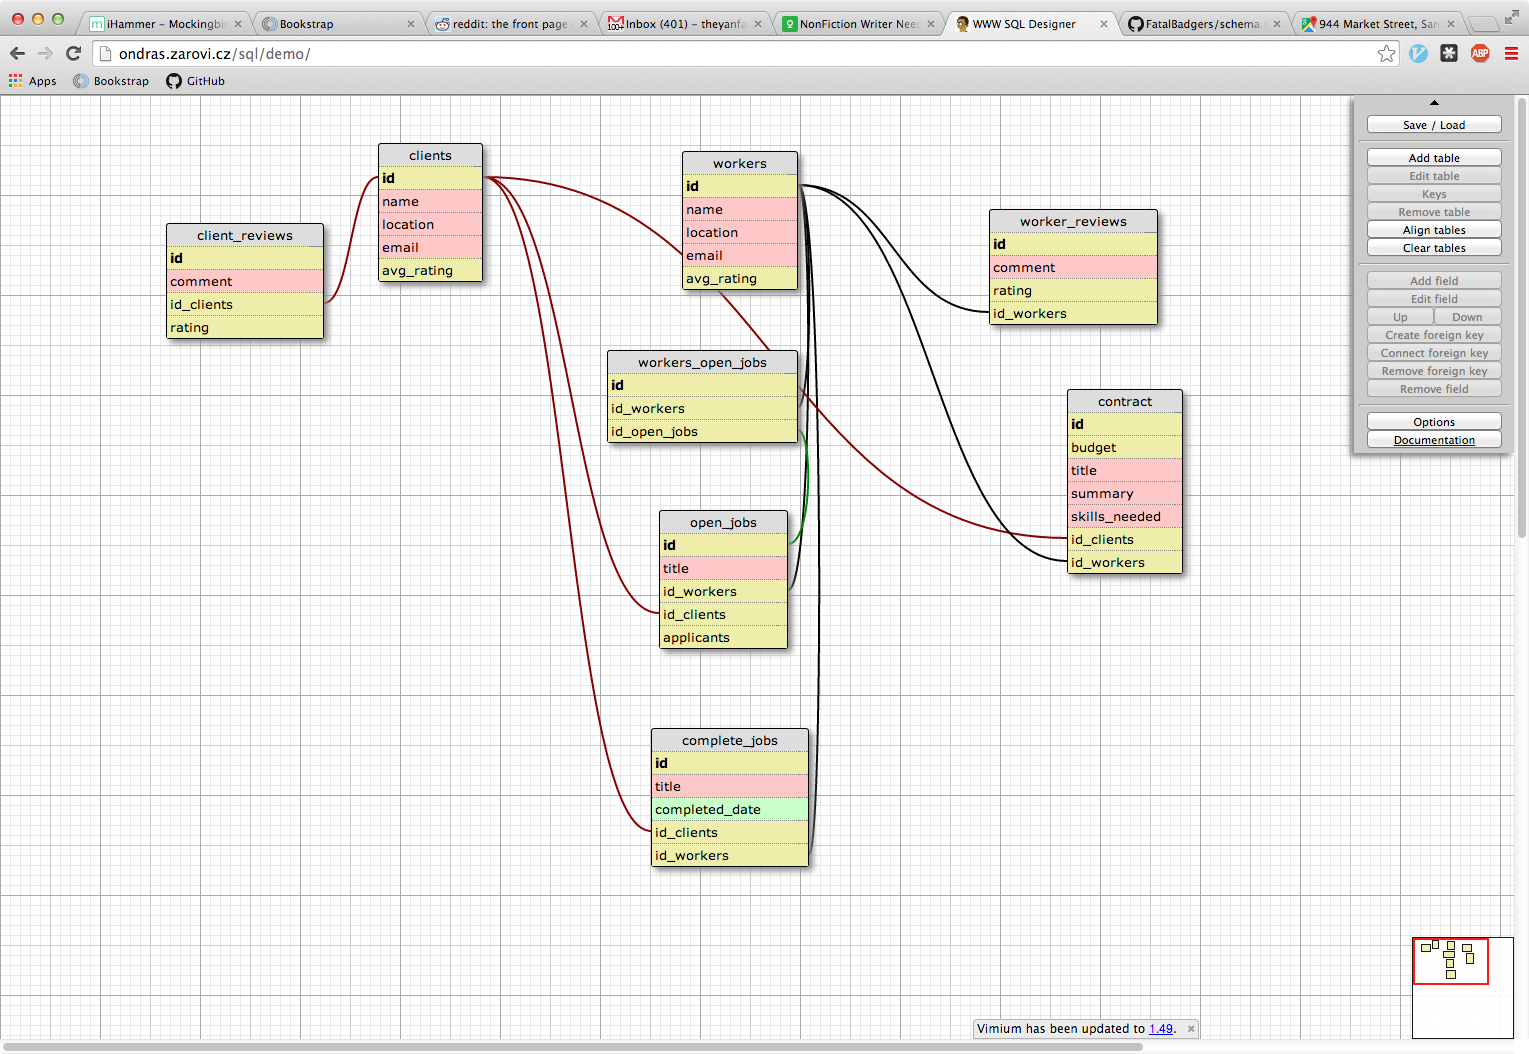 iHammer – Mockingbi
Bookstrap
reddit: the front page
Inbox (401) – theyanfa
NonFiction Writer Nee
WWW SQL Designer
FatalBadgers/schema.
944 Market Street, Sa
ondras.zarovi.cz/sql/demo/
ABP
Apps
Bookstrap
GitHub
Save / Load
Add table
Edit table
Keys
Remove table
Align tables
Clear tables
Add field
Edit field
Up
Down
Create foreign key
Connect foreign key
Remove foreign key
Remove field
Options
Documentation
clients
id
name
location
email
avg_rating
workers
id
name
location
email
avg_rating
client_reviews
id
comment
id_clients
rating
worker_reviews
id
comment
rating
id_workers
workers_open_jobs
id
id_workers
id_open_jobs
contract
id
budget
title
summary
skills_needed
id_clients
id_workers
open_jobs
id
title
id_workers
id_clients
applicants
complete_jobs
id
title
completed_date
id_clients
id_workers
Vimium has been updated to 1.49.